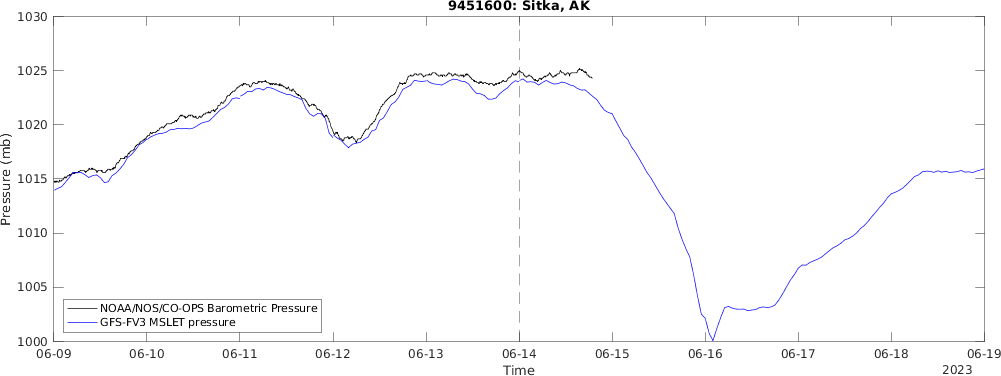 9451600: Sitka, AK
Pressure (mb)
1030
1025
1020
1015
1010
1005
1000
NOAA/NOS/CO-OPS Barometric Pressure
GFS-FV3 MSLET pressure
06-09 06-10 06-11 06-12 06-13 06-14 06-15 06-16 06-17 06-18 06-19
Time
2023